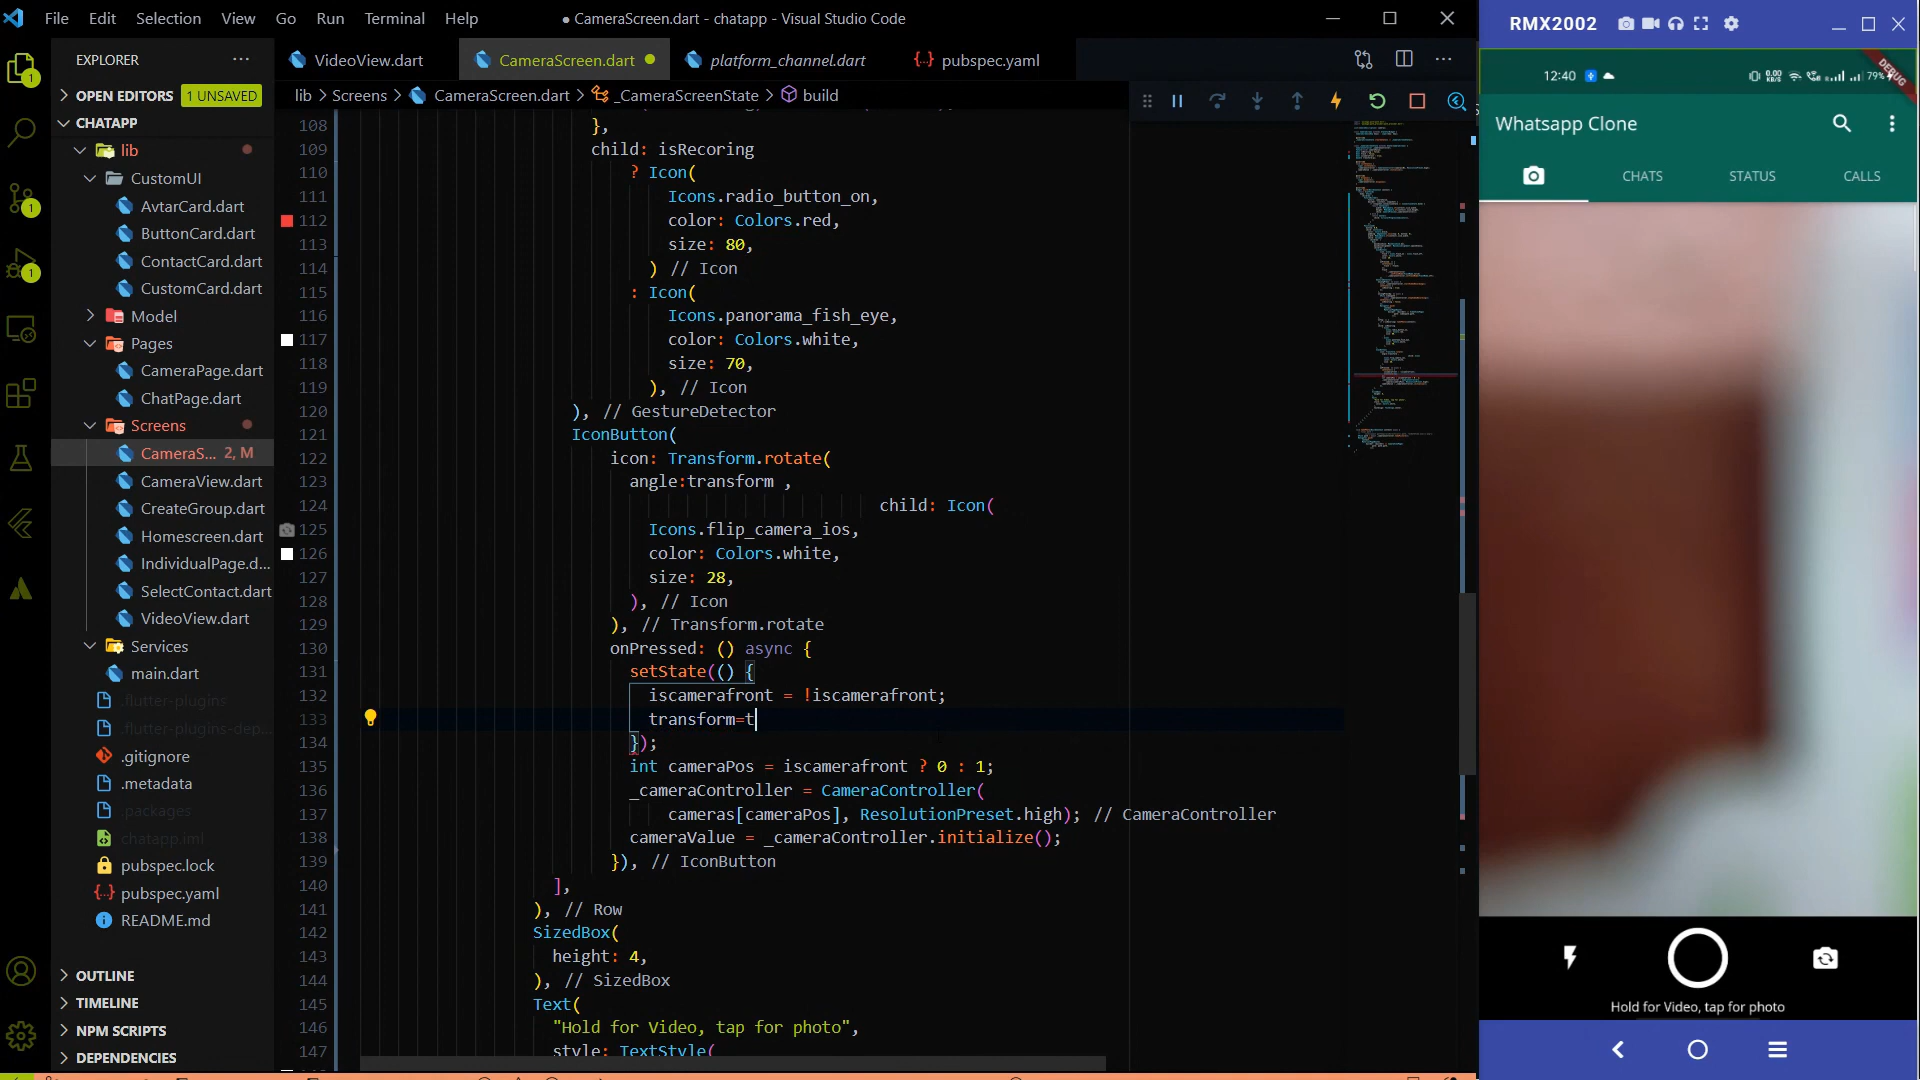 File Edit Selection View Go Run Terminal Help
● CameraScreen.dart - chatapp - Visual Studio Code
RMX2002
EXPLORER
VideoView.dart
CameraScreen.dart
platform_channel.dart
pubspec.yaml
OPEN EDITORS 1 UNSAVED
lib > Screens > CameraScreen.dart > _CameraScreenState > build
CHATAPP
lib
CustomUI
AvtarCard.dart
ButtonCard.dart
ContactCard.dart
CustomCard.dart
Model
Pages
CameraPage.dart
ChatPage.dart
Screens
CameraS... 2, M
CameraView.dart
CreateGroup.dart
Homescreen.dart
IndividualPage.d...
SelectContact.dart
VideoView.dart
Services
main.dart
.flutter-plugins
.flutter-plugins-dep...
.gitignore
.metadata
.packages
chatapp.iml
pubspec.lock
pubspec.yaml
README.md
OUTLINE
TIMELINE
NPM SCRIPTS
DEPENDENCIES
1
1
1
108 },
109 child: isRecoring
110 ? Icon(
111 Icons.radio_button_on,
112 color: Colors.red,
113 size: 80,
114 ) // Icon
115 : Icon(
116 Icons.panorama_fish_eye,
117 color: Colors.white,
118 size: 70,
119 ), // Icon
120 ), // GestureDetector
121 IconButton(
122 icon: Transform.rotate(
123 angle:transform ,
124 child: Icon(
125 Icons.flip_camera_ios,
126 color: Colors.white,
127 size: 28,
128 ), // Icon
129 ), // Transform.rotate
130 onPressed: () async {
131 setState(() {
132 iscamerafront = !iscamerafront;
133 transform=t
134 });
135 int cameraPos = iscamerafront ? 0 : 1;
136 _cameraController = CameraController(
137 cameras[cameraPos], ResolutionPreset.high); // CameraController
138 cameraValue = _cameraController.initialize();
139 }), // IconButton
140 ],
141 ), // Row
142 SizedBox(
143 height: 4,
144 ), // SizedBox
145 Text(
146 "Hold for Video, tap for photo",
147 style: TextStyle(
12:40
79%
DEBUG
Whatsapp Clone
CHATS STATUS CALLS
Hold for Video, tap for photo